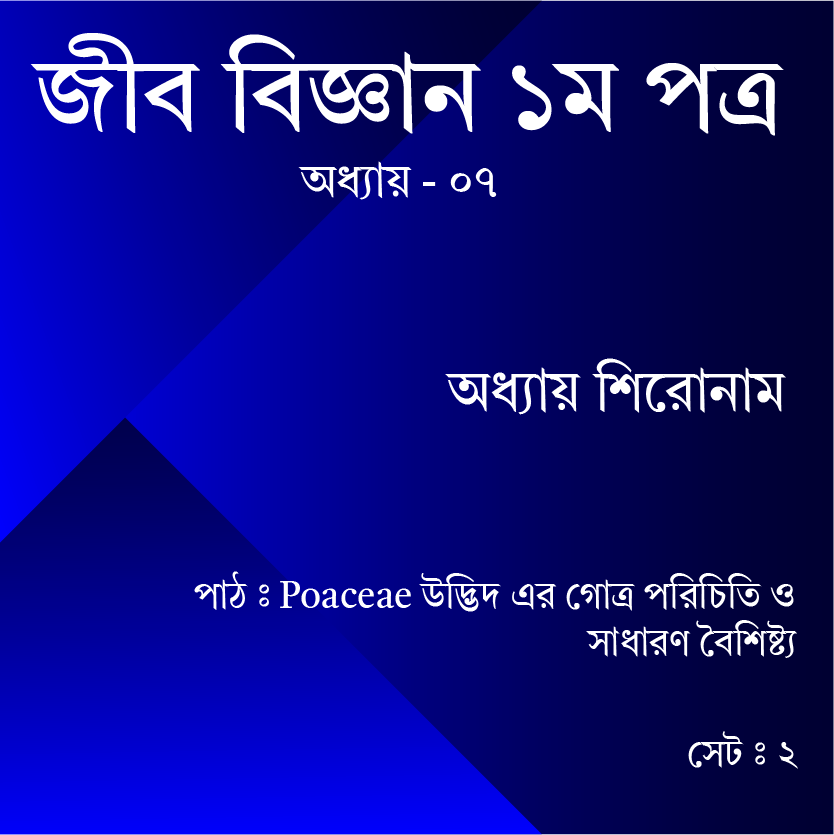 জীব বিজ্ঞান ১ম পত্র
অধ্যায় - ০৭
অধ্যায় শিরোনাম
পাঠ ঃ Poaceae উদ্ভিদ এর গোত্র পরিচিতি ও
সাধারণ বৈশিষ্ট্য
সেট ঃ ২